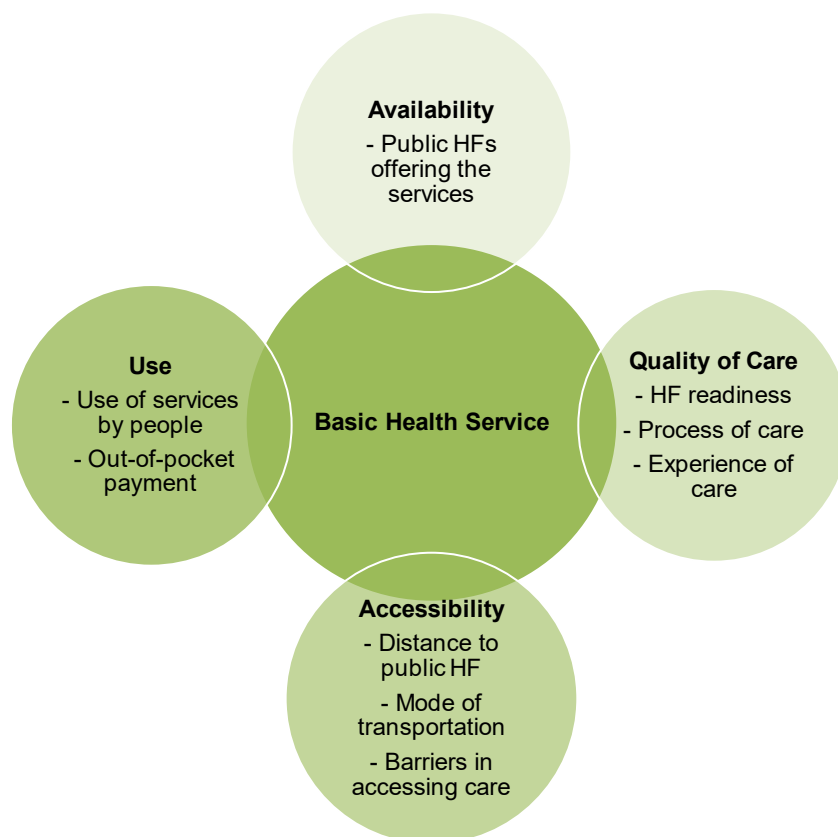 Availability
- Public HFs
offering the
services
Use
- Use of services
by people
- Out-of-pocket
payment
Basic Health Service
Quality of Care
- HF readiness
- Process of care
- Experience of
care
Accessibility
- Distance to
public HF
- Mode of
transportation
- Barriers in
accessing care